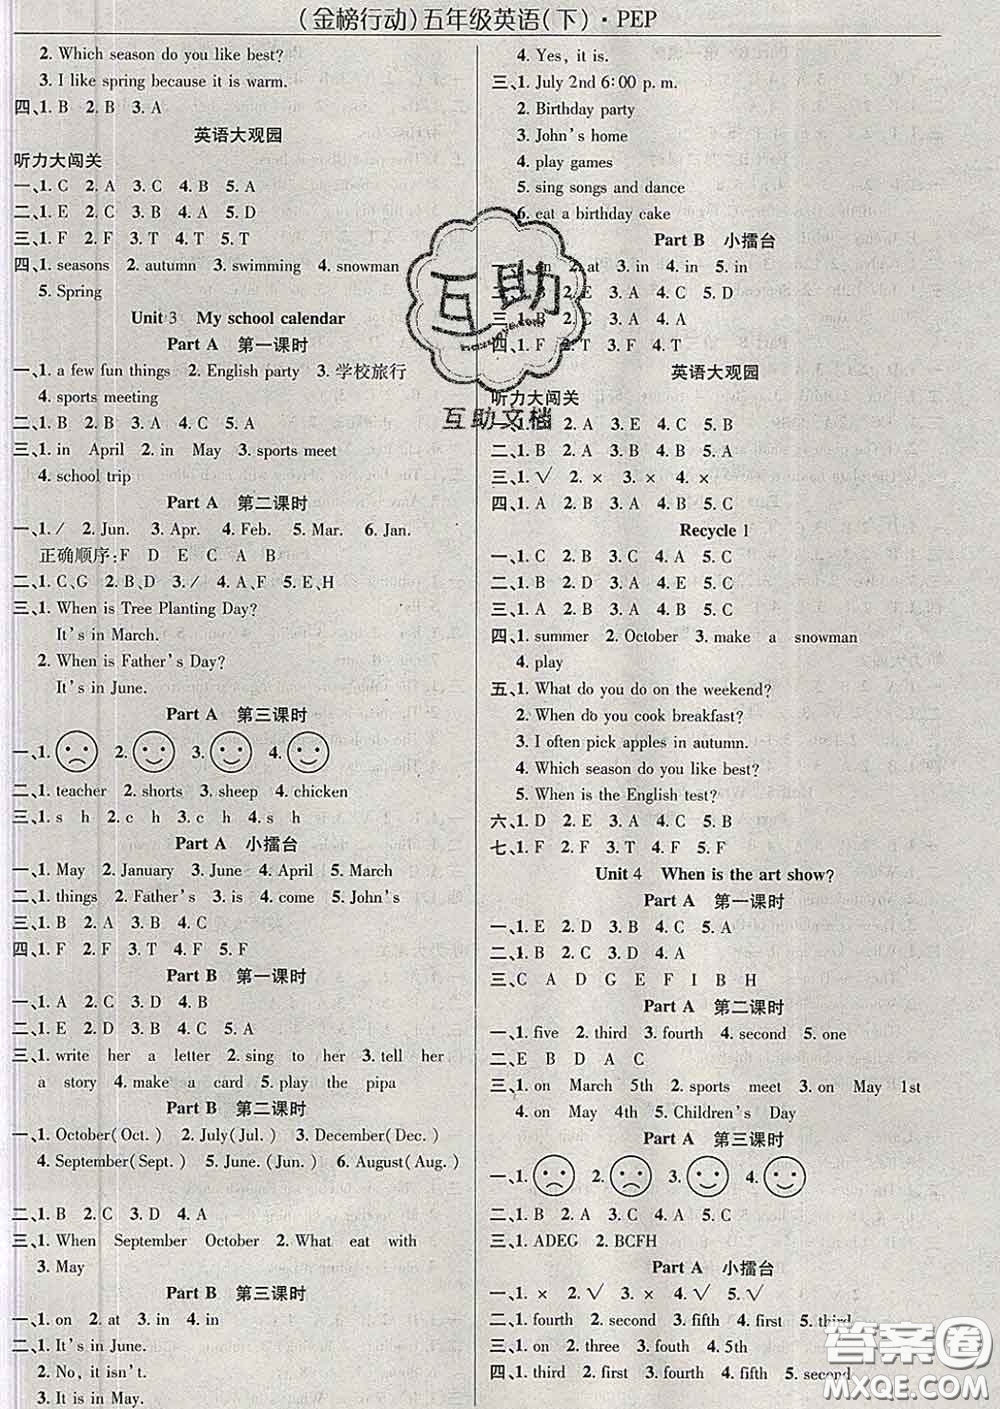 (金榜行动)五年级英语(下)·PEP
2. Which season do you like best?
3. I like spring because it is warm.
四、1. B 2. B 3. A
英语大观园
听力大闯关
一、1. C 2. A 3. C 4. B 5. A
二、1. E 2. C 3. B 4. A 5. D
三、1. F 2. F 3. T 4. T 5. T
四、1. seasons 2. autumn 3. swimming 4. snowman
5. Spring
Unit 3 My school calendar
Part A 第一课时
一、1. a few fun things 2. English party 3. 学校旅行
4. sports meeting
二、1. B 2. B 3. A 4. C 5. A
三、1. in April 2. in May 3. sports meet
4. school trip
Part A 第二课时
一、1. / 2. Jun. 3. Apr. 4. Feb. 5. Mar. 6. Jan.
正确顺序: F D E C A B
二、1. C、G 2. B、D 3. / 4. A、F 5. E、H
三、1. When is Tree Planting Day?
It's in March.
2. When is Father's Day?
It's in June.
Part A 第三课时
一、1. 2. 3. 4.
二、1. teacher 2. shorts 3. sheep 4. chicken
三、1. s h 2. c h 3. c h 4. s h
Part A 小擂台
一、1. May 2. January 3. June 4. April 5. March
二、1. things 2. Father's 3. is 4. come 5. John's
三、1. B 2. A 3. B 4. C
四、1. F 2. F 3. T 4. F 5. F
Part B 第一课时
一、1. A 2. C 3. D 4. B
二、1. E 2. D 3. A 4. B 5. C
三、1. write her a letter 2. sing to her 3. tell her
a story 4. make a card 5. play the pipa
Part B 第二课时
一、1. October(Oct.) 2. July(Jul.) 3. December(Dec.)
4. September(Sept.) 5. June.(Jun.) 6. August(Aug.)
二、1. B 2. C 3. D 4. A
三、1. When September October 2. What eat with
3. May
Part B 第三课时
一、1. on 2. at 3. in 4. in
二、1. It's in June.
2. No, it isn't.
3. It is in May.
4. Yes, it is.
三、1. July 2nd 6:00 p. m.
2. Birthday party
3. John's home
4. play games
5. sing songs and dance
6. eat a birthday cake
Part B 小擂台
一、1. on 2. at 3. in 4. in 5. in
二、1. B 2. E 3. A 4. C 5. D
三、1. B 2. C 3. A 4. A
四、1. F 2. T 3. F 4. T
英语大观园
听力大闯关
一、1. D 2. A 3. E 4. C 5. B
二、1. B 2. A 3. B 4. B 5. A
三、1. √ 2. × 3. × 4. ×
四、1. A 2. B 3. A 4. B 5. C
Recycle 1
一、1. C 2. B 3. B 4. A 5. C
二、1. B 2. D 3. A 4. E 5. C
三、1. A 2. B 3. A 4. B 5. C
四、1. summer 2. October 3. make a snowman
4. play
五、1. What do you do on the weekend?
2. When do you cook breakfast?
3. I often pick apples in autumn.
4. Which season do you like best?
5. When is the English test?
六、1. D 2. E 3. A 4. C 5. B
七、1. F 2. F 3. T 4. F 5. F
Unit 4 When is the art show?
Part A 第一课时
一、1. E 2. D 3. B 4. C 5. A
二、1. B 2. C 3. D 4. A
三、C A D G E F I B H
Part A 第二课时
一、1. five 2. third 3. fourth 4. second 5. one
二、E B D A C
三、1. on March 5th 2. sports meet 3. on May 1st
4. on May 4th 5. Children's Day
Part A 第三课时
一、1. 2. 3. 4.
二、1. B 2. A 3. D 4. C 5. A
三、1. ADEG 2. BCFH
Part A 小擂台
一、1. × 2. √ 3. √ 4. √ 5. √
二、1. fourth 2. second 3. fifth 4. first 5. third
三、1. on 2. three 3. fourth 4. first 5. fifth
四、1. third 2. first 3. fourth 4. fifth 5. second
互助
互助文档
答案圈
MXQE.COM